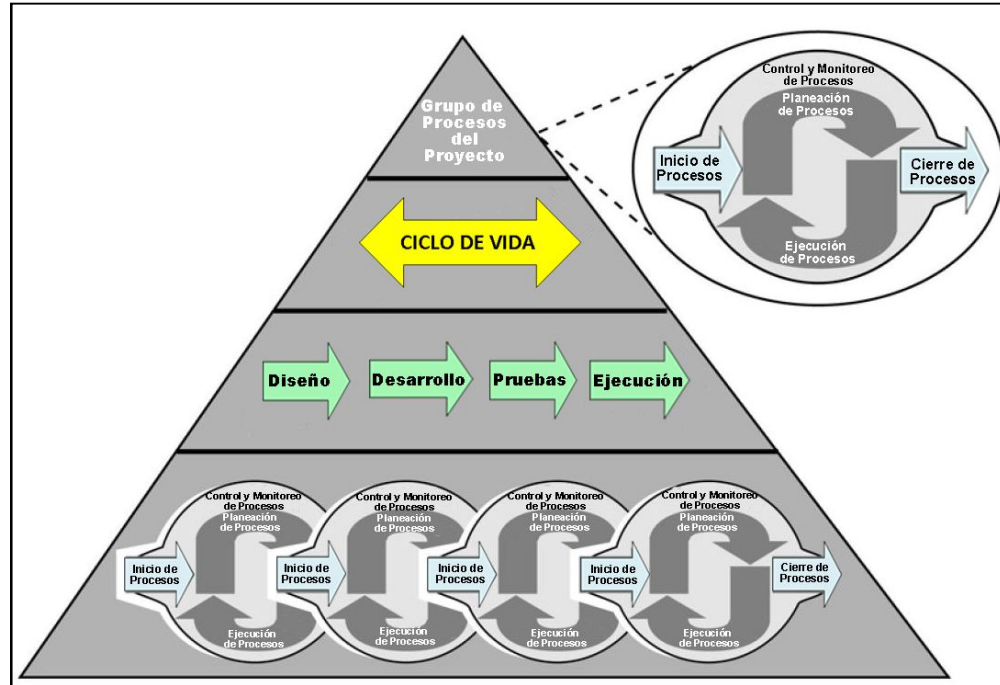 Grupo de
Procesos
del
Proyecto
Control y Monitoreo
de Procesos
Planeación
de Procesos
Inicio de
Procesos
Cierre de
Procesos
Ejecución
de Procesos
CICLO DE VIDA
Diseño
Desarrollo
Pruebas
Ejecución
Control y Monitoreo
de Procesos
Planeación
de Procesos
Inicio de
Procesos
Ejecución
de Procesos
Control y Monitoreo
de Procesos
Planeación
de Procesos
Inicio de
Procesos
Ejecución
de Procesos
Control y Monitoreo
de Procesos
Planeación
de Procesos
Inicio de
Procesos
Ejecución
de Procesos
Control y Monitoreo
de Procesos
Planeación
de Procesos
Inicio de
Procesos
Cierre de
Procesos
Ejecución
de Procesos